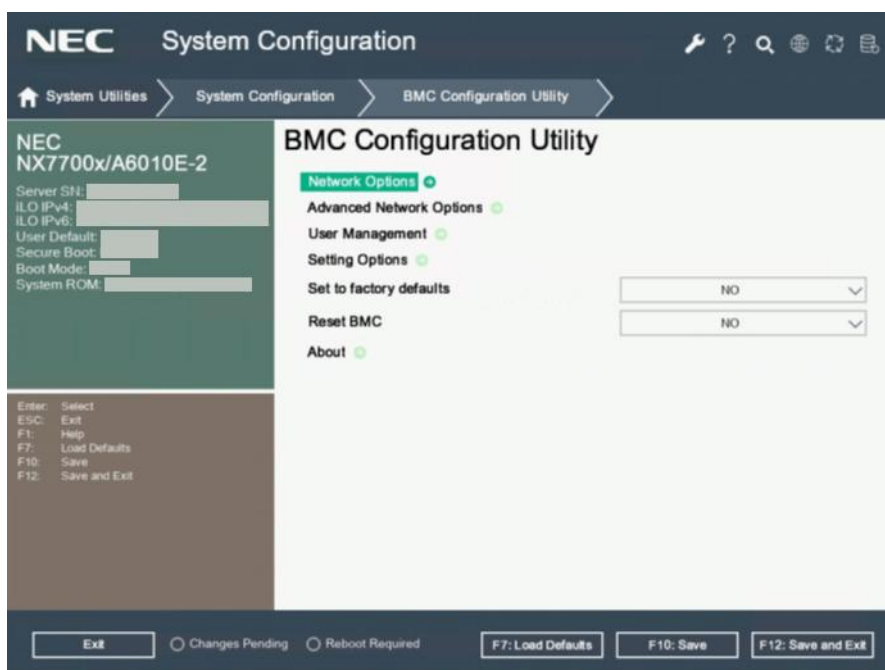 NEC System Configuration
?
System Utilities System Configuration BMC Configuration Utility
NEC
NX7700x/A6010E-2
Server SN:
iLO IPv4:
iLO IPv6:
User Default:
Secure Boot:
Boot Mode:
System ROM:
Enter: Select
ESC: Exit
F1: Help
F7: Load Defaults
F10: Save
F12: Save and Exit
BMC Configuration Utility
Network Options
Advanced Network Options
User Management
Setting Options
Set to factory defaults NO
Reset BMC NO
About
Exit Changes Pending Reboot Required F7: Load Defaults F10: Save F12: Save and Exit